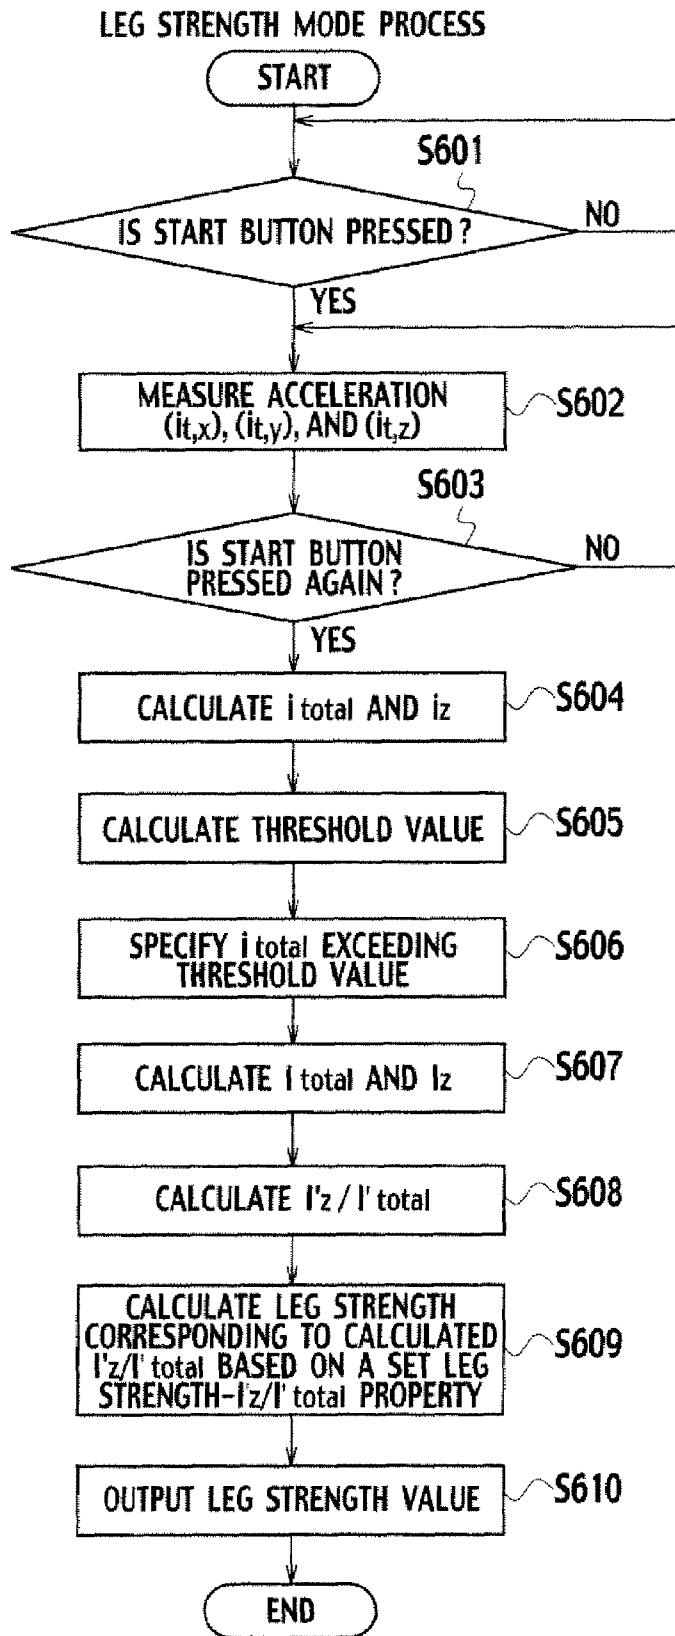 LEG STRENGTH MODE PROCESS
START
S601
IS START BUTTON PRESSED?
NO
YES
MEASURE ACCELERATION
(it,x), (it,y), AND (it,z)
S602
S603
IS START BUTTON
PRESSED AGAIN?
NO
YES
CALCULATE i total AND iz
S604
CALCULATE THRESHOLD VALUE
S605
SPECIFY i total EXCEEDING
THRESHOLD VALUE
S606
CALCULATE I total AND Iz
S607
CALCULATE I'z / I' total
S608
CALCULATE LEG STRENGTH
CORRESPONDING TO CALCULATED
I'z/I' total BASED ON A SET LEG
STRENGTH-I'z/I' total PROPERTY
S609
OUTPUT LEG STRENGTH VALUE
S610
END